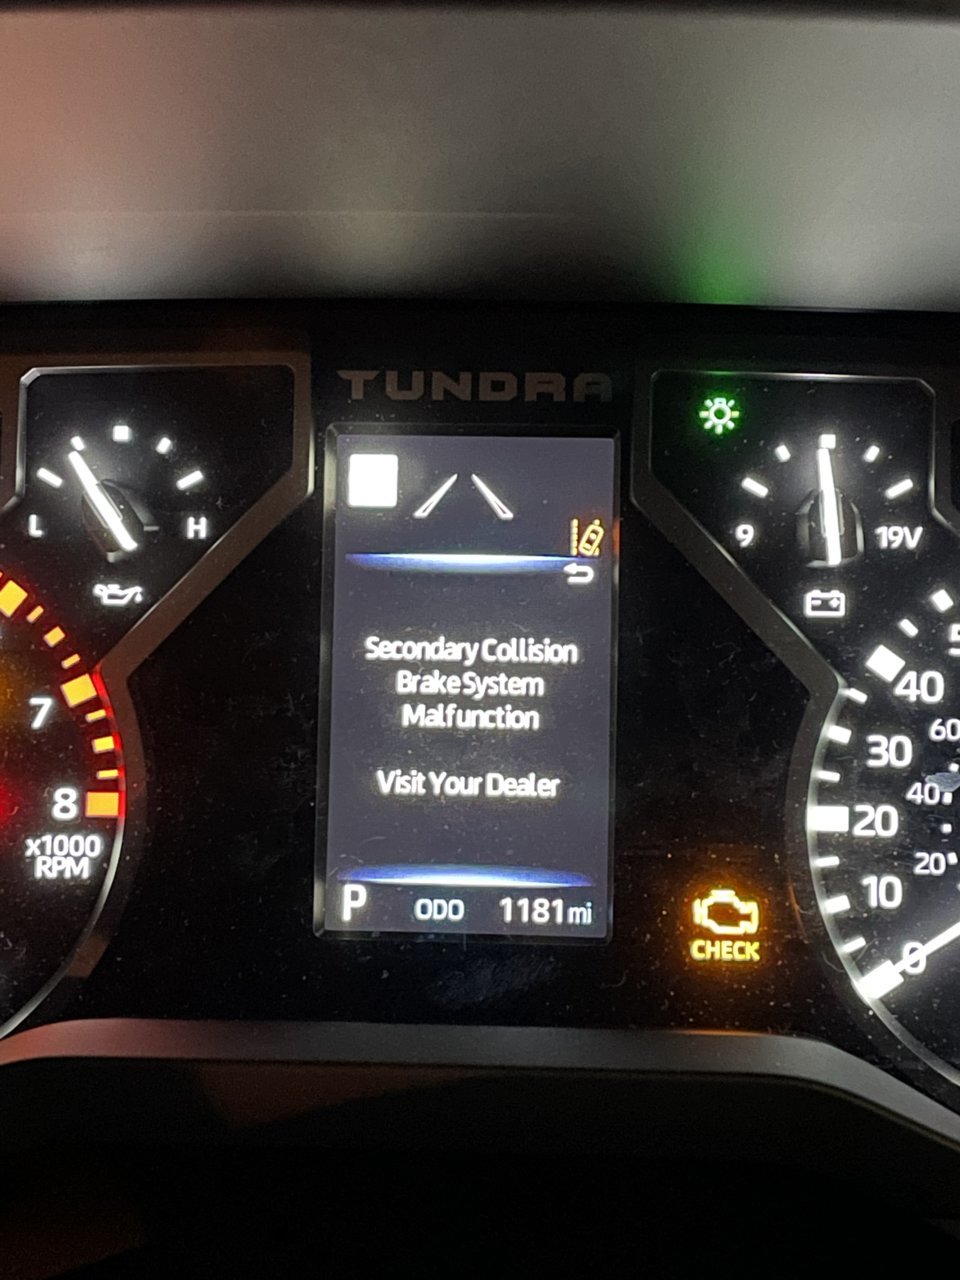 TUNDRA
L H
9 19V
Secondary Collision
Brake System
Malfunction
Visit Your Dealer
P ODO 1181 mi
CHECK
7
8
x1000
RPM
40
30
20
10
0
60
40
20